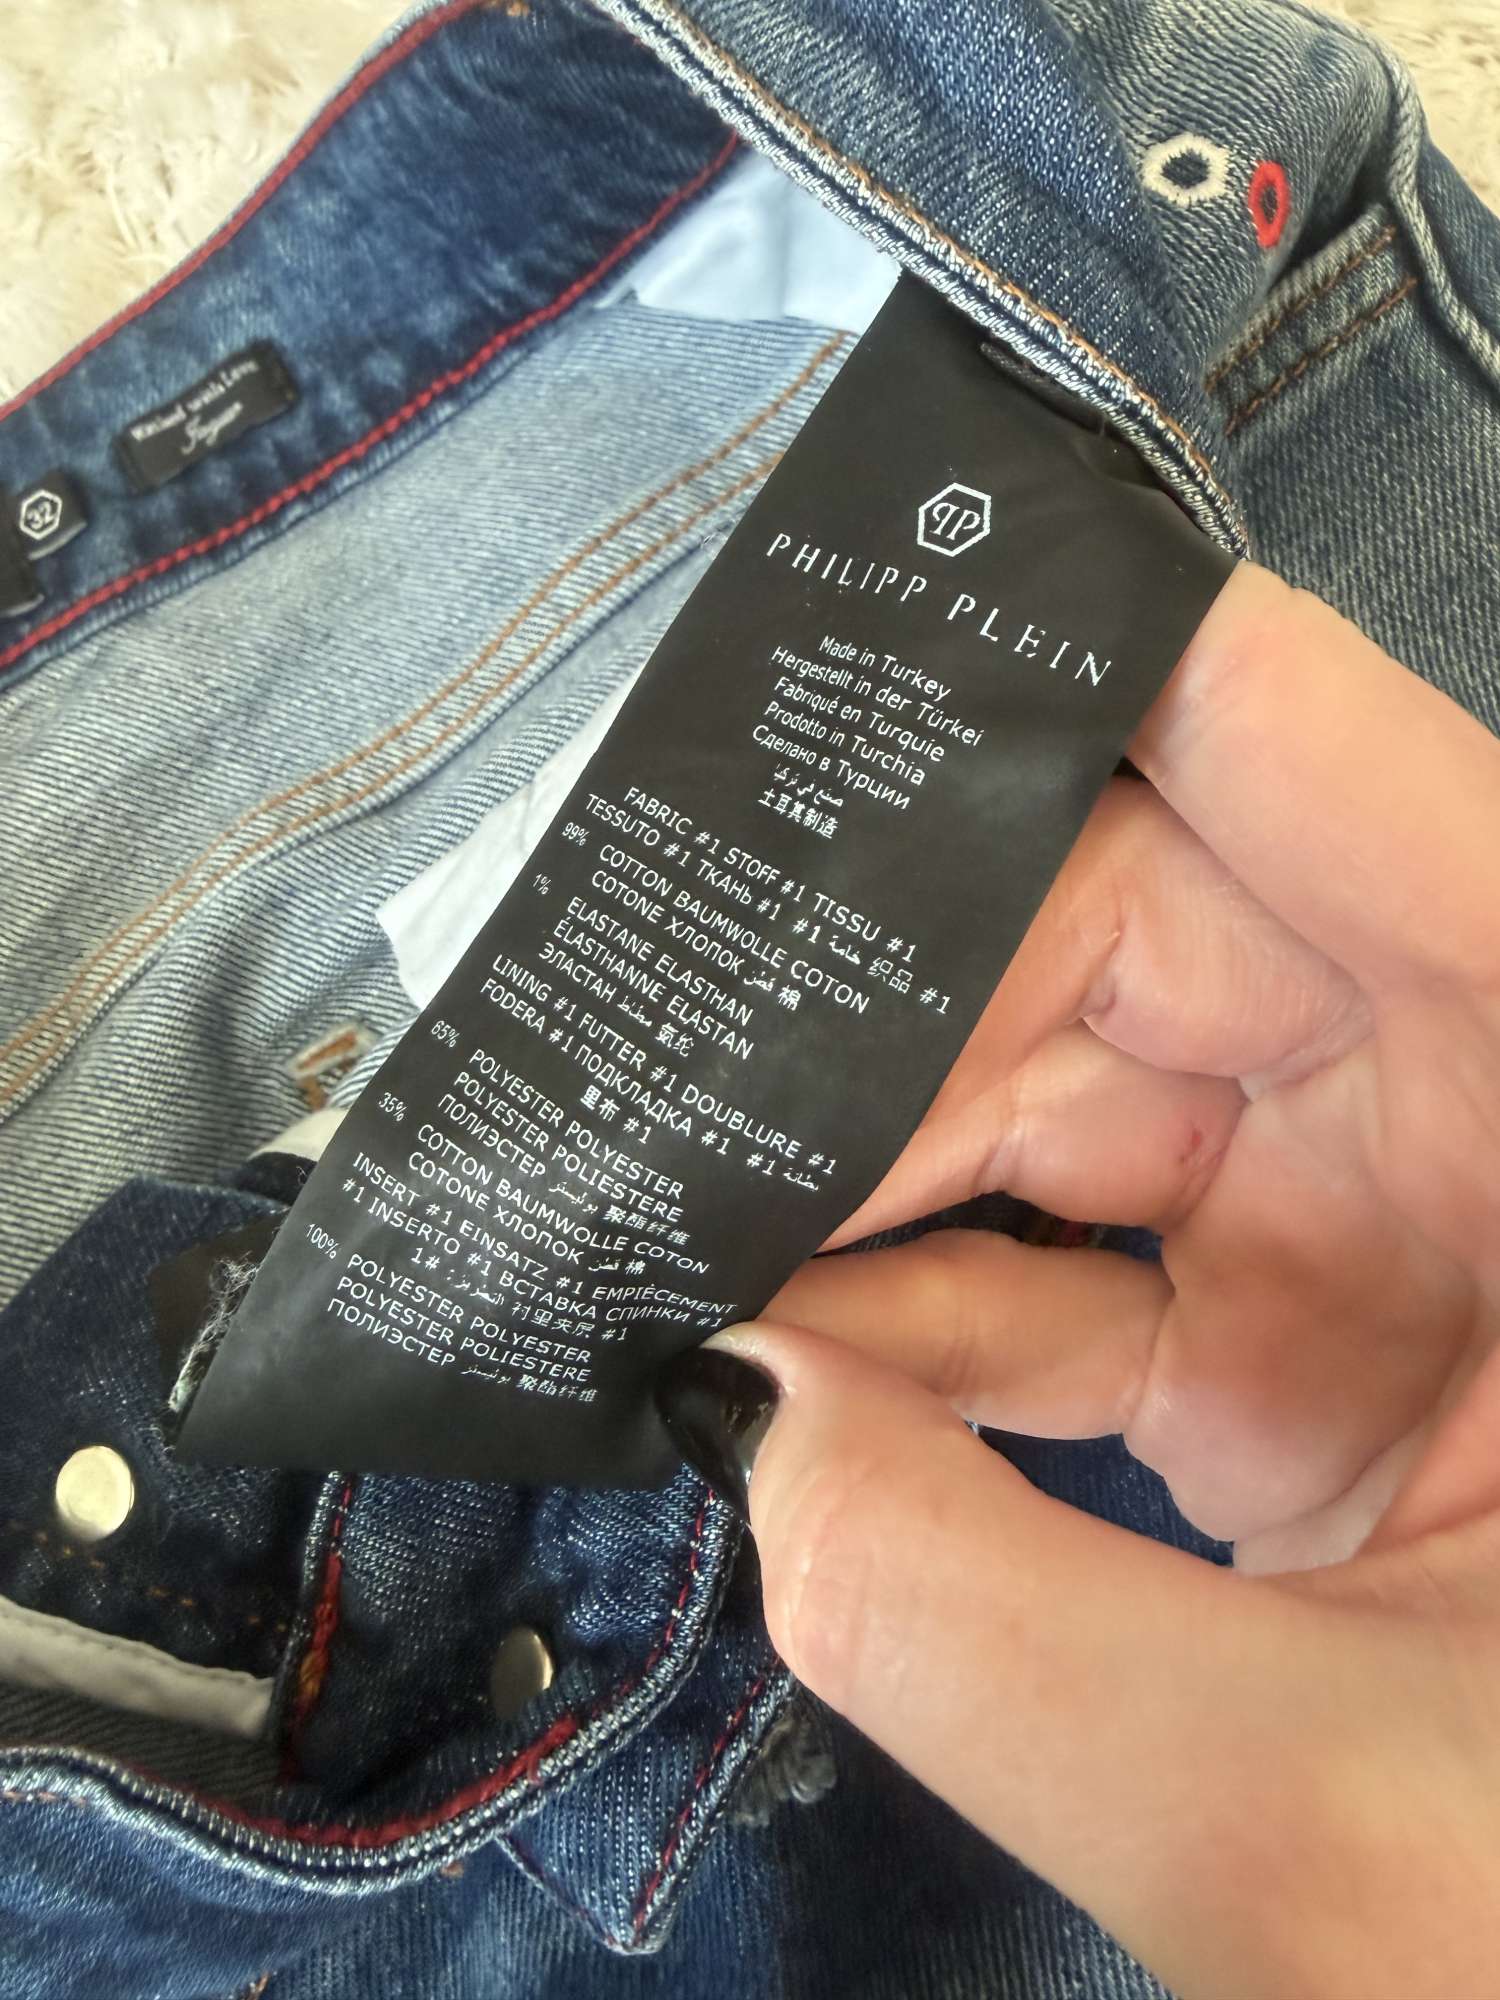 32
PHILIPP PLEIN
Made in Turkey
Hergestellt in der Türkei
Fabriqué en Turquie
Prodotto in Turchia
Сделано в Турции
صنع في تركيا
土耳其制造
FABRIC #1 STOFF #1 TISSU #1
TESSUTO #1 ТКАНЬ #1 #1 خامة 织品 #1
99% COTTON BAUMWOLLE COTON
COTONE ХЛОПОК قطن 棉
1% ELASTANE ELASTHAN
ÉLASTHANNE ELASTAN
ЭЛАСТАН مطاط 氨纶
LINING #1 FUTTER #1 DOUBLURE #1
FODERA #1 ПОДКЛАДКА #1 #1 بطانة
里布 #1
65% POLYESTER POLYESTER
POLYESTER POLIESTERE
ПОЛИЭСТЕР بوليستر 聚酯纤维
35% COTTON BAUMWOLLE COTON
COTONE ХЛОПОК قطن 棉
INSERT #1 EINSATZ #1 EMPIÈCEMENT
#1 INSERTO #1 ВСТАВКА СПИНКИ #1
1# 衬里夹层 #1
100% POLYESTER POLYESTER
POLYESTER POLIESTERE
ПОЛИЭСТЕР بوليستر 聚酯纤维